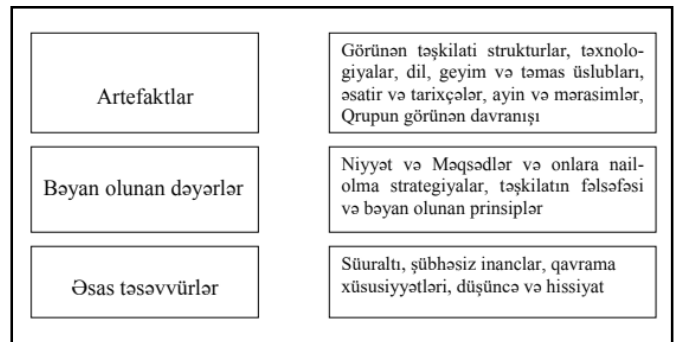 Artefaktlar
Görünən təşkilati strukturlar, təxnolo-
giyalar, dil, geyim və təmas üslubları,
əsatir və tarixçələr, ayin və mərasimlər,
Qrupun görünən davranışı
Bəyan olunan dəyərlər
Niyyət və Məqsədlər və onlara nail-
olma strategiyalar, təşkilatın fəlsəfəsi
və bəyan olunan prinsiplər
Əsas təsəvvürlər
Süuraltı, şübhəsiz inanclar, qavrama
xüsusiyyətləri, düşüncə və hissiyat